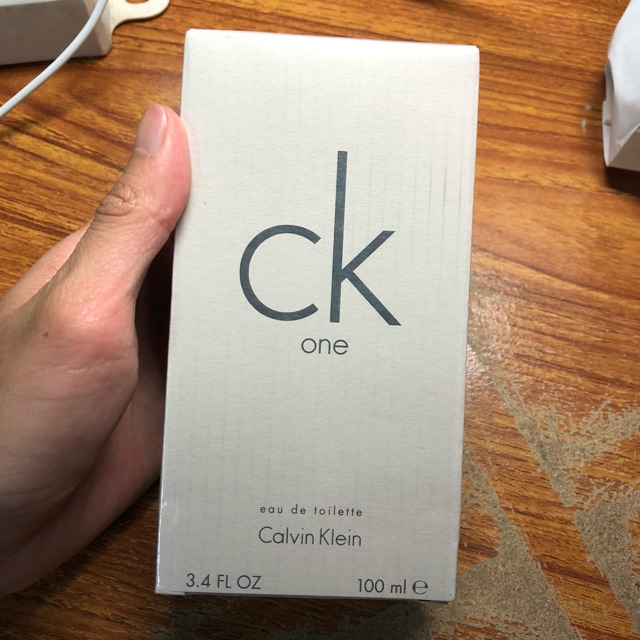 ck
one
eau de toilette
Calvin Klein
3.4 FL OZ 100 ml ℮